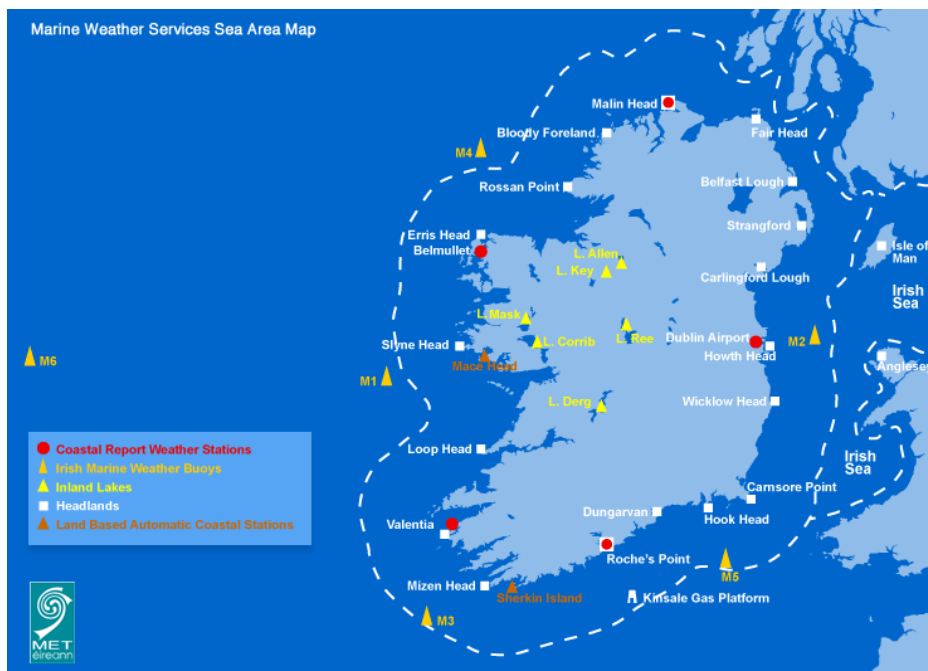 Marine Weather Services Sea Area Map
Malin Head
Bloody Foreland
Fair Head
M4
Rossan Point
Belfast Lough
Strangford
Erris Head
Belmullet
Isle of
Man
L. Allen
L. Key
Carlingford Lough
Irish
Sea
L.Mask
L. Ree
Dublin Airport
M2
Slyne Head
L. Corrib
Howth Head
M6
Mace Head
Anglesey
M1
L. Derg
Wicklow Head
Loop Head
Irish
Sea
Coastal Report Weather Stations
Irish Marine Weather Buoys
Inland Lakes
Headlands
Land Based Automatic Coastal Stations
Carnsore Point
Valentia
Dungarvan
Hook Head
Roche's Point
M5
Mizen Head
Sherkin Island
Kinsale Gas Platform
M3
MET
éireann